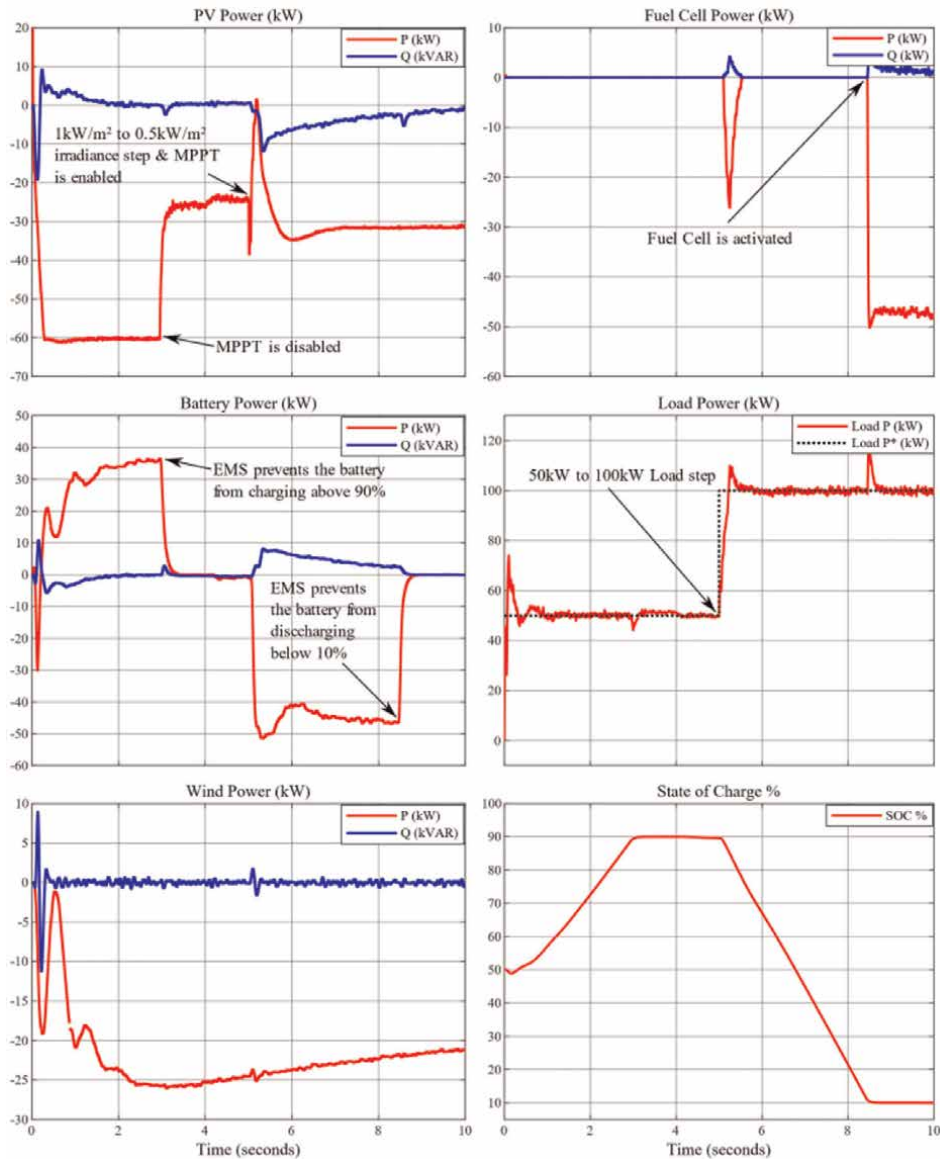 PV Power (kW)
20
10
0
-10
-20
-30
-40
-50
-60
-70
P (kW)
Q (kVAR)
1kW/m² to 0.5kW/m²
irradiance step & MPPT
is enabled
MPPT is disabled
Fuel Cell Power (kW)
10
0
-10
-20
-30
-40
-50
-60
P (kW)
Q (kW)
Fuel Cell is activated
Battery Power (kW)
50
40
30
20
10
0
-10
-20
-30
-40
-50
-60
P (kW)
Q (kVAR)
EMS prevents the battery
from charging above 90%
EMS prevents
the battery from
disccharging
below 10%
Load Power (kW)
120
100
80
60
40
20
0
Load P (kW)
Load P* (kW)
50kW to 100kW Load step
Wind Power (kW)
10
5
0
-5
-10
-15
-20
-25
-30
P (kW)
Q (kVAR)
0 2 4 6 8 10
Time (seconds)
State of Charge %
100
90
80
70
60
50
40
30
20
10
0
SOC %
0 2 4 6 8 10
Time (seconds)